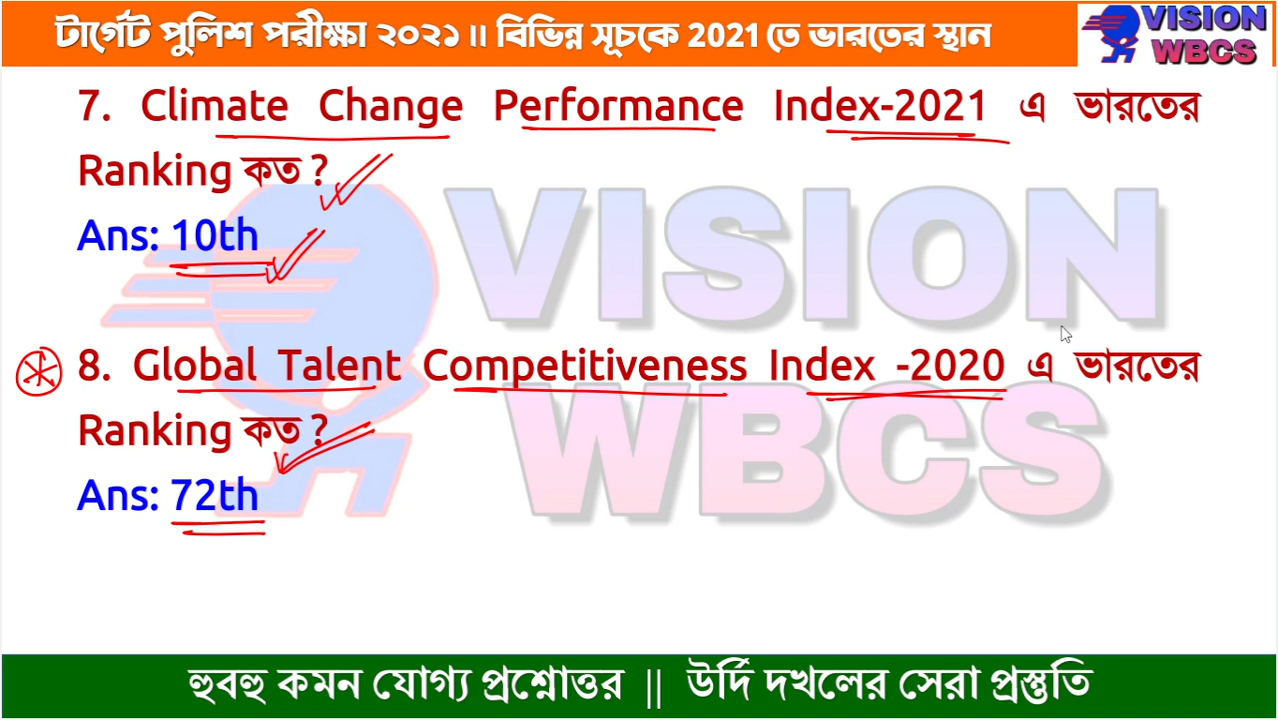 টার্গেট পুলিশ পরীক্ষা ২০২১ ॥ বিভিন্ন সূচকে 2021 তে ভারতের স্থান
VISION
WBCS
7. Climate Change Performance Index-2021 এ ভারতের
Ranking কত ?
Ans: 10th
VISION
8. Global Talent Competitiveness Index -2020 এ ভারতের
Ranking কত ?
WBCS
Ans: 72th
হুবহু কমন যোগ্য প্রশ্নোত্তর || উর্দি দখলের সেরা প্রস্তুতি